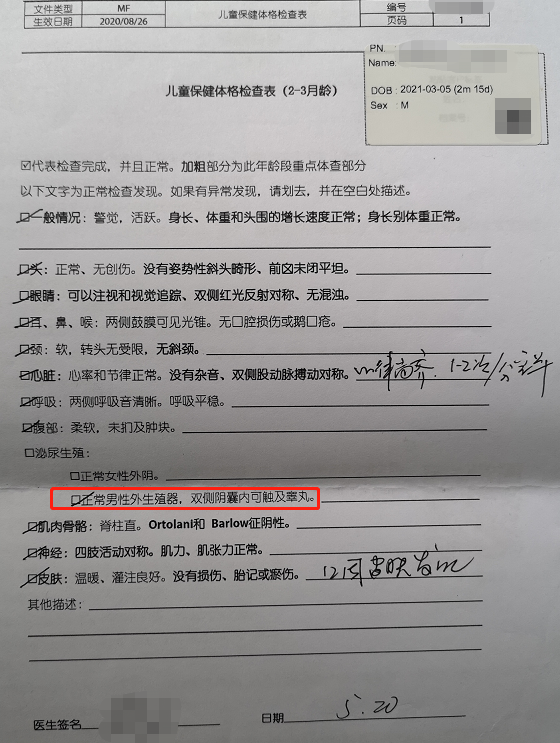 文件类型 MF 儿童保健体格检查表 编号
生效日期 2020/08/26 页码 1
PN.
Name:
DOB : 2021-03-05 (2m 15d)
Sex : M
儿童保健体格检查表（2-3月龄）
☑代表检查完成，并且正常。加粗部分为此年龄段重点体查部分
以下文字为正常检查发现。如果有异常发现，请划去，并在空白处描述。
☑一般情况：警觉，活跃。身长、体重和头围的增长速度正常；身长别体重正常。
☑头：正常、无创伤。没有姿势性斜头畸形、前囟未闭平坦。
☑眼睛：可以注视和视觉追踪、双侧红光反射对称、无混浊。
☑耳、鼻、喉：两侧鼓膜可见光锥。无口腔损伤或鹅口疮。
☑颈：软，转头无受限，无斜颈。
☑心脏：心率和节律正常。没有杂音、双侧股动脉搏动对称。心律 1-2次/分
☑呼吸：两侧呼吸音清晰。呼吸平稳。
☑腹部：柔软，未扪及肿块。
□泌尿生殖：
□正常女性外阴。
☑正常男性外生殖器，双侧阴囊内可触及睾丸。
☑肌肉骨骼：脊柱直。Ortolani和 Barlow征阴性。
☑神经：四肢活动对称。肌力、肌张力正常。
☑皮肤：温暖、灌注良好。没有损伤、胎记或瘀伤。皮肤
其他描述：
医生签名 日期 5.20